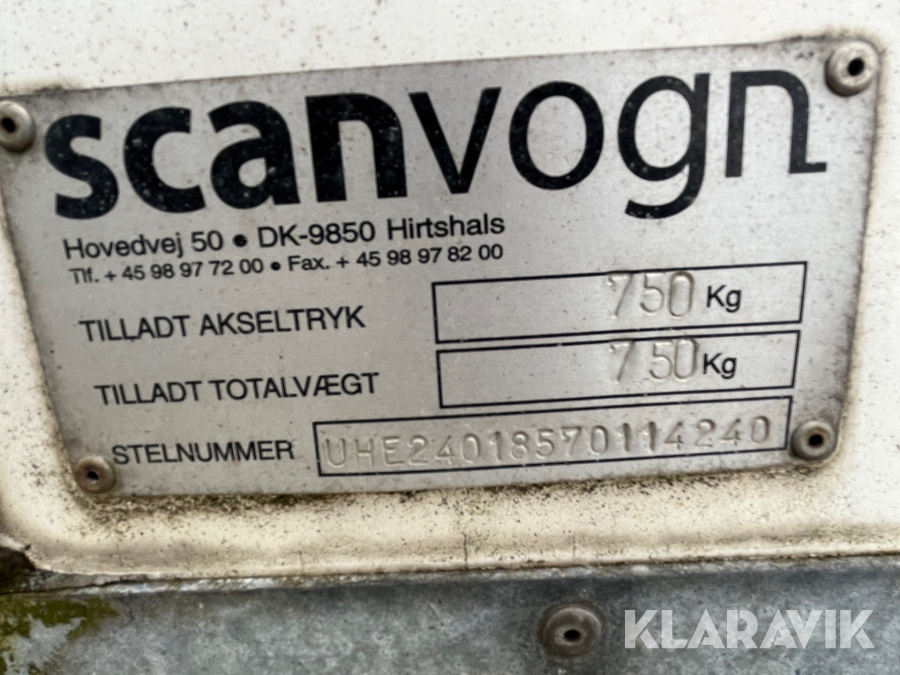 scanvogn
Hovedvej 50 • DK-9850 Hirtshals
Tlf. + 45 98 97 72 00 • Fax. + 45 98 97 82 00
TILLADT AKSELTRYK 750 Kg
TILLADT TOTALVÆGT 750 Kg
STELNUMMER UHE24018570114240
KLARAVIK